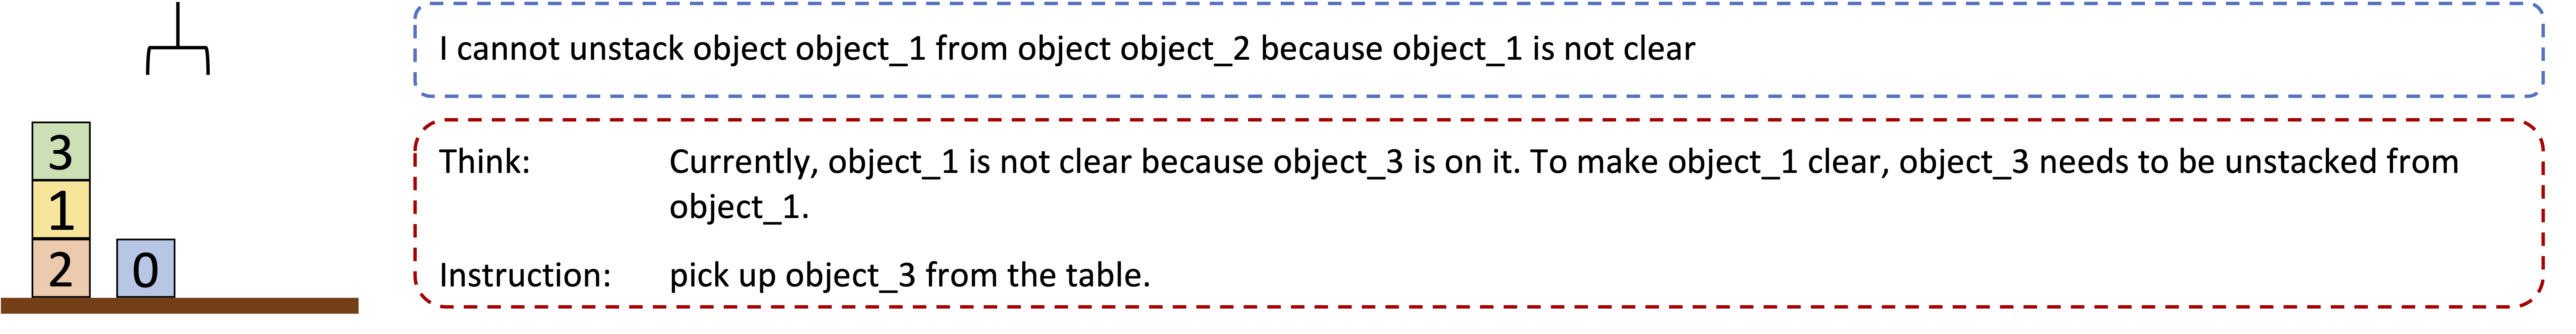 I cannot unstack object object_1 from object object_2 because object_1 is not clear
3
1
2
0
Think: Currently, object_1 is not clear because object_3 is on it. To make object_1 clear, object_3 needs to be unstacked from
object_1.
Instruction: pick up object_3 from the table.